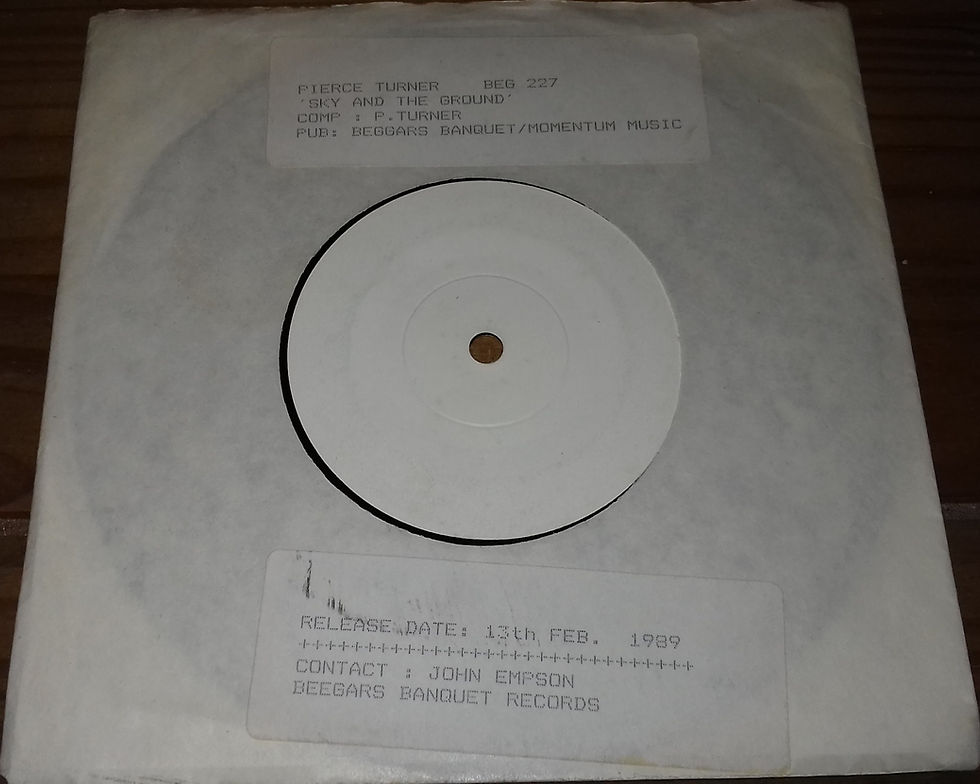 PIERCE TURNER BEG 227
'SKY AND THE GROUND'
COMP : P.TURNER
PUB: BEGGARS BANQUET/MOMENTUM MUSIC
RELEASE DATE: 13th FEB. 1989
++++++++++++++++++++++++++++++++++
CONTACT : JOHN EMPSON
BEEGARS BANQUET RECORDS